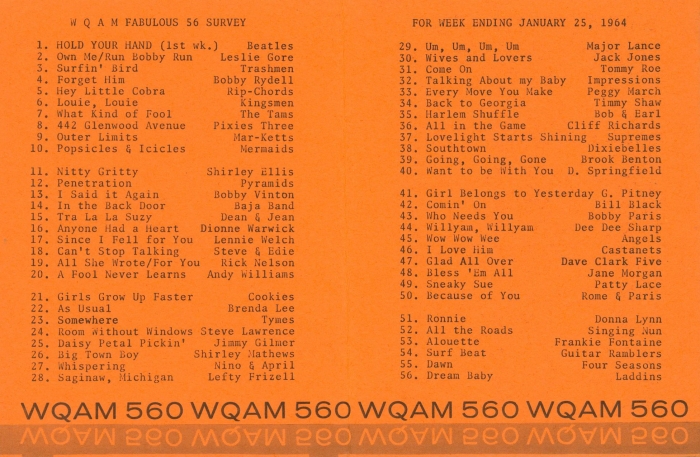 W Q A M FABULOUS 56 SURVEY
1. HOLD YOUR HAND (1st wk.) Beatles
2. Own Me/Run Bobby Run Leslie Gore
3. Surfin' Bird Trashmen
4. Forget Him Bobby Rydell
5. Hey Little Cobra Rip-Chords
6. Louie, Louie Kingsmen
7. What Kind of Fool The Tams
8. 442 Glenwood Avenue Pixies Three
9. Outer Limits Mar-Ketts
10. Popsicles & Icicles Mermaids
11. Nitty Gritty Shirley Ellis
12. Penetration Pyramids
13. I Said it Again Bobby Vinton
14. In the Back Door Baja Band
15. Tra La La Suzy Dean & Jean
16. Anyone Had a Heart Dionne Warwick
17. Since I Fell for You Lennie Welch
18. Can't Stop Talking Steve & Edie
19. All She Wrote/For You Rick Nelson
20. A Fool Never Learns Andy Williams
21. Girls Grow Up Faster Cookies
22. As Usual Brenda Lee
23. Somewhere Tymes
24. Room Without Windows Steve Lawrence
25. Daisy Petal Pickin' Jimmy Gilmer
26. Big Town Boy Shirley Mathews
27. Whispering Nino & April
28. Saginaw, Michigan Lefty Frizell
FOR WEEK ENDING JANUARY 25, 1964
29. Um, Um, Um, Um Major Lance
30. Wives and Lovers Jack Jones
31. Come On Tommy Roe
32. Talking About my Baby Impressions
33. Every Move You Make Peggy March
34. Back to Georgia Timmy Shaw
35. Harlem Shuffle Bob & Earl
36. All in the Game Cliff Richards
37. Lovelight Starts Shining Supremes
38. Southtown Dixiebelles
39. Going, Going, Gone Brook Benton
40. Want to be With You D. Springfield
41. Girl Belongs to Yesterday G. Pitney
42. Comin' On Bill Black
43. Who Needs You Bobby Paris
44. Willyam, Willyam Dee Dee Sharp
45. Wow Wow Wee Angels
46. I Love Him Castanets
47. Glad All Over Dave Clark Five
48. Bless 'Em All Jane Morgan
49. Sneaky Sue Patty Lace
50. Because of You Rome & Paris
51. Ronnie Donna Lynn
52. All the Roads Singing Nun
53. Alouette Frankie Fontaine
54. Surf Beat Guitar Ramblers
55. Dawn Four Seasons
56. Dream Baby Laddins
WQAM 560 WQAM 560 WQAM 560 WQAM 560
WQAM 560 WQAM 560 WQAM 560 WQAM 560